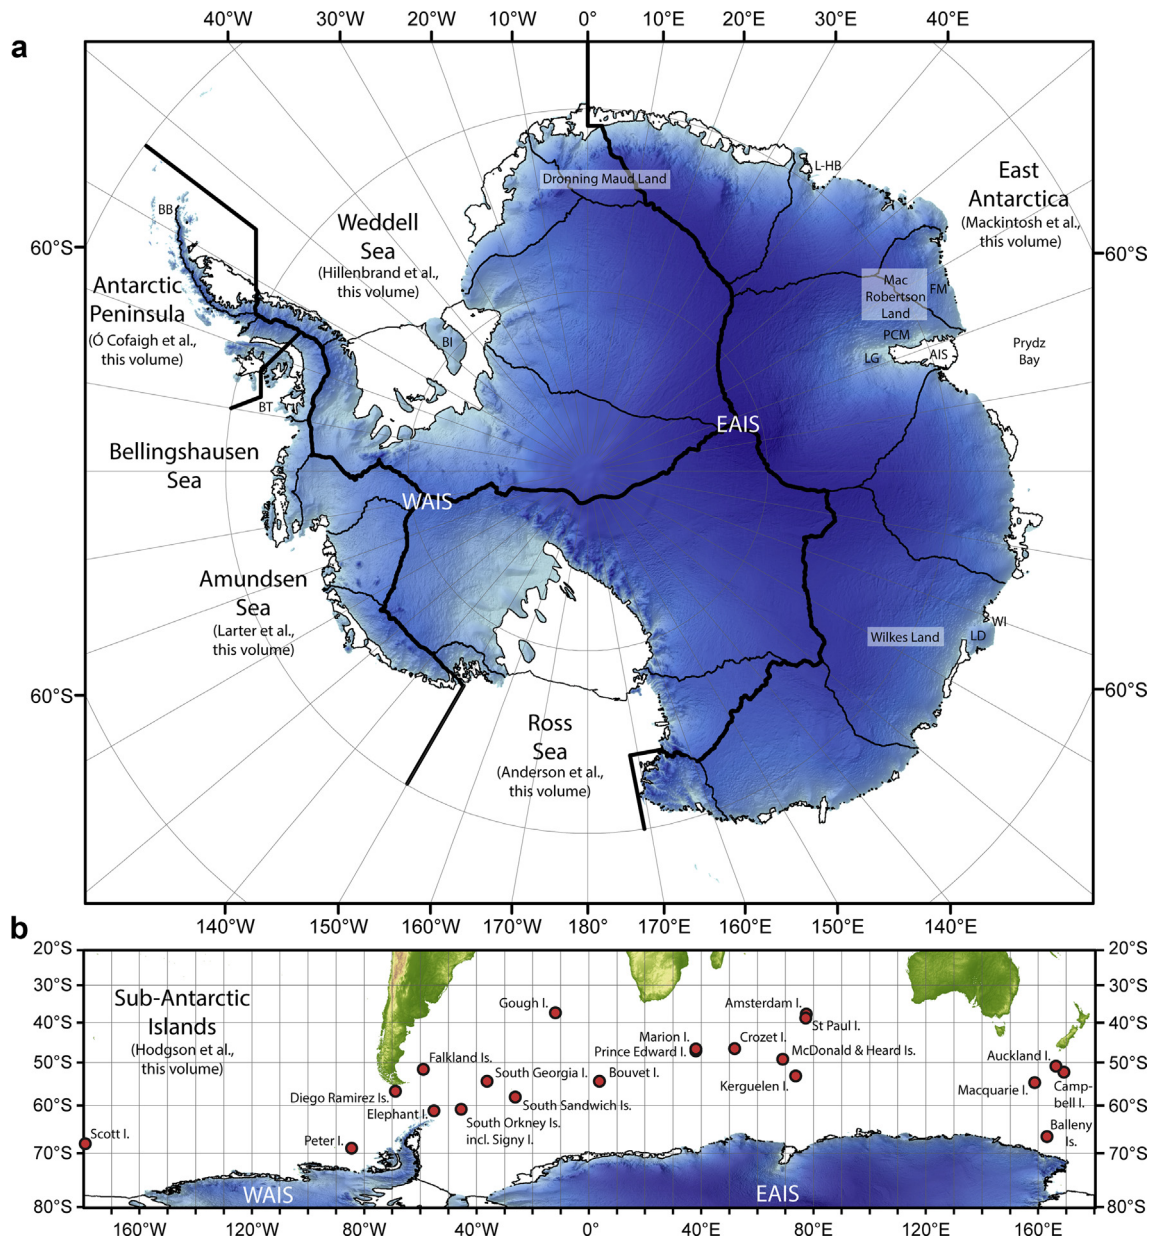 a
40°W 30°W 20°W 10°W 0° 10°E 20°E 30°E 40°E
L-HB
Dronning Maud Land
East
Antarctica
(Mackintosh et al.,
this volume)
BB
Weddell
Sea
(Hillenbrand et al.,
this volume)
60°S
60°S
Antarctic
Peninsula
(Ó Cofaigh et al.,
this volume)
Mac
Robertson
Land
FM
PCM
LG
AIS
Prydz
Bay
BI
BT
EAIS
Bellingshausen
Sea
WAIS
Amundsen
Sea
(Larter et al.,
this volume)
Wilkes Land
WI
LD
60°S
60°S
Ross
Sea
(Anderson et al.,
this volume)
140°W 150°W 160°W 170°W 180°W 170°E 160°E 150°E 140°E
b
20°S
30°S
40°S
50°S
60°S
70°S
80°S
20°S
30°S
40°S
50°S
60°S
70°S
80°S
Sub-Antarctic
Islands
(Hodgson et al.,
this volume)
Gough I.
Amsterdam I.
St Paul I.
Marion I.
Prince Edward I.
Crozet I.
McDonald & Heard Is.
Kerguelen I.
Falkland Is.
South Georgia I.
Bouvet I.
Auckland I.
Macquarie I.
Camp-
bell I.
Diego Ramirez Is.
Elephant I.
South Sandwich Is.
South Orkney Is.
incl. Signy I.
Scott I.
Peter I.
Balleny
Is.
WAIS
EAIS
160°W 120°W 80°W 40°W 0° 40°E 80°E 120°E 160°E